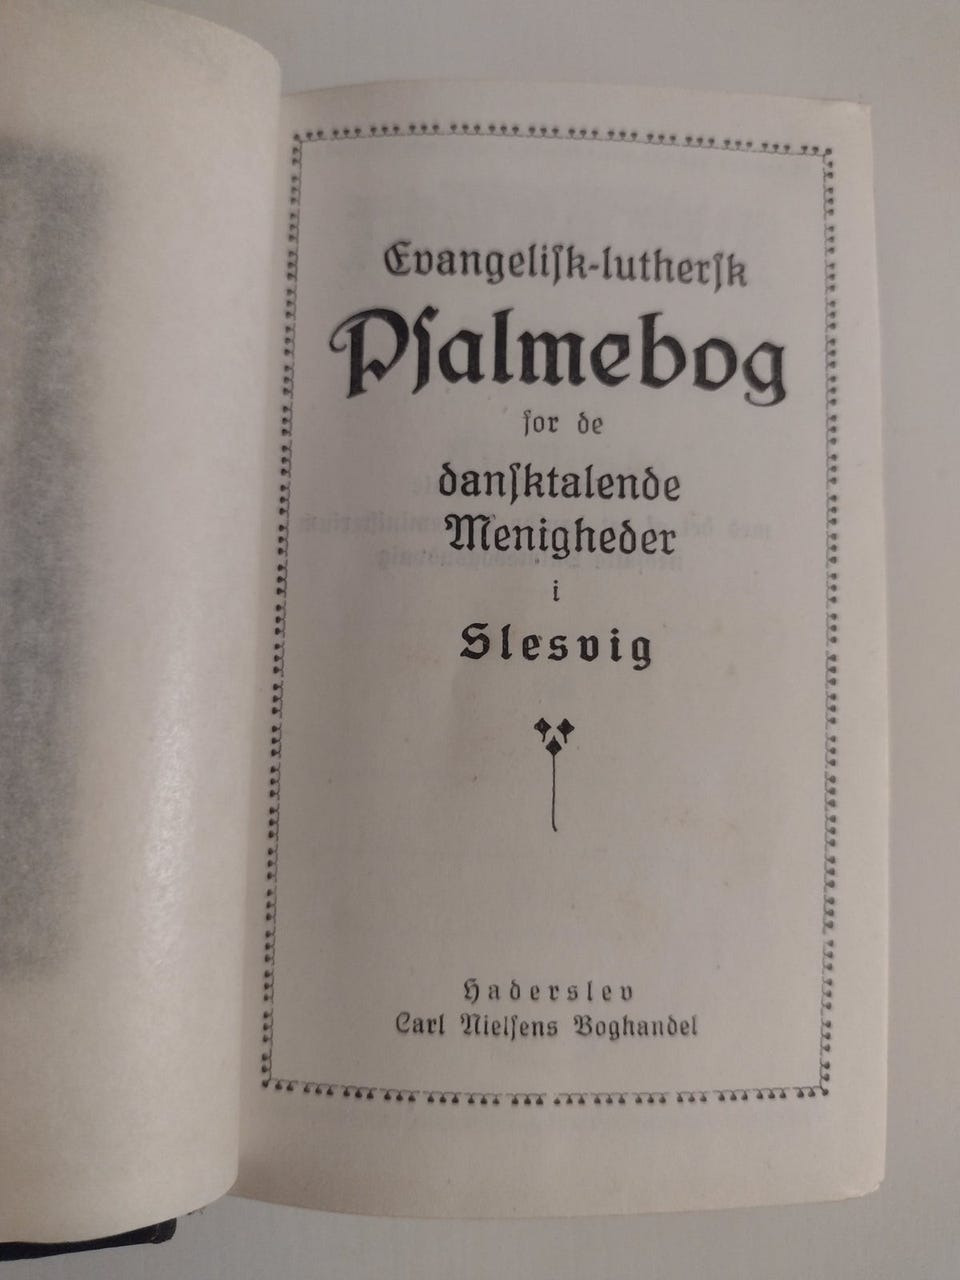 Evangeliſk-lutherſk
Pſalmebog
for de
danſktalende
Menigheder
i
Slesvig
Haderslev
Carl Nielſens Boghandel